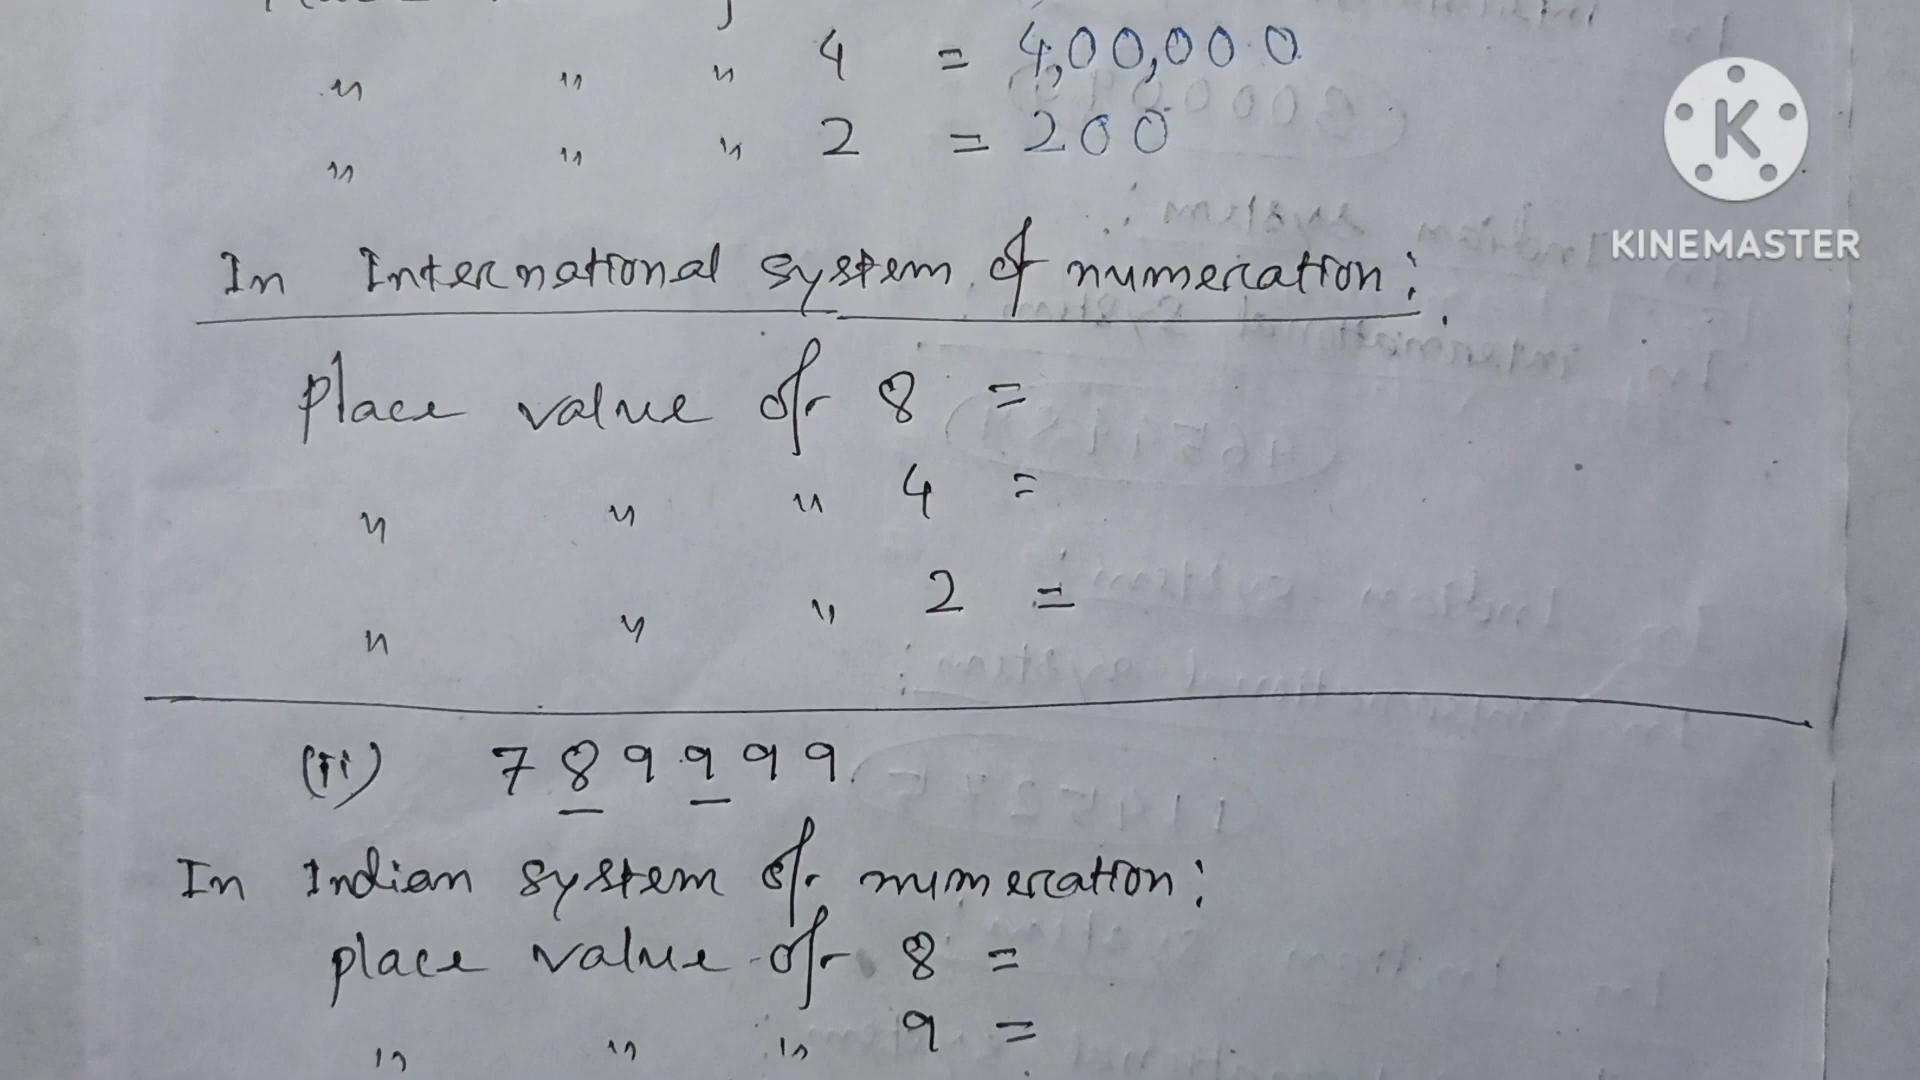 " " " 4 = 4,00,000
" " " 2 = 200
K
KINEMASTER
In International system of numeration:
Place value of 8 =
" " " 4 =
" " " 2 =
(ii) 789999
In Indian system of numeration:
place value of 8 =
" " " 9 =